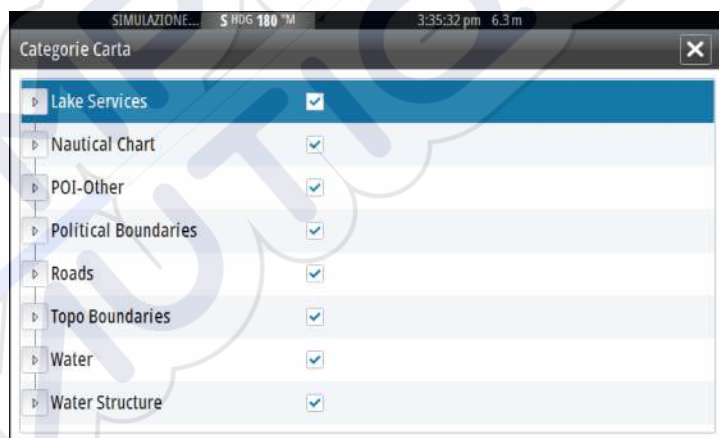 SIMULAZIONE... S HDG 180 °M 3:35:32 pm 6.3 m
Categorie Carta
Lake Services
Nautical Chart
POI-Other
Political Boundaries
Roads
Topo Boundaries
Water
Water Structure